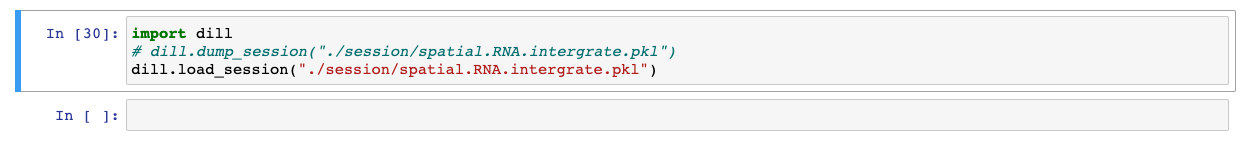 In [30]: import dill
# dill.dump_session("./session/spatial.RNA.intergrate.pkl")
dill.load_session("./session/spatial.RNA.intergrate.pkl")
In [ ]: